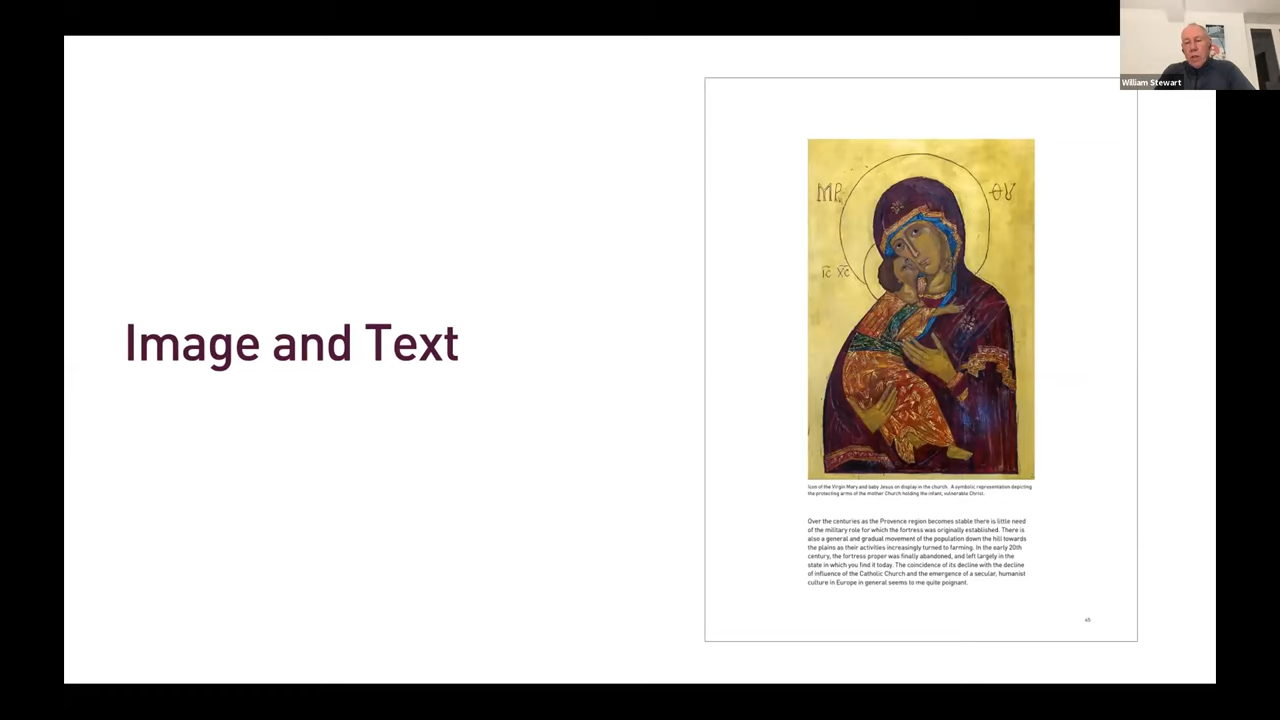 William Stewart
Image and Text
M̅P̅
ΘΥ
IC XC
Icon of the Virgin Mary and baby Jesus on display in the church. A symbolic representation depicting
the protecting arms of the mother Church holding the infant, vulnerable Christ.
Over the centuries as the Provence region becomes stable there is little need
of the military role for which the fortress was originally established. There is
also a general and gradual movement of the population down the hill towards
the plains as their activities increasingly turned to farming. In the early 20th
century, the fortress proper was finally abandoned, and left largely in the
state in which you find it today. The coincidence of its decline with the decline
of influence of the Catholic Church and the emergence of a secular, humanist
culture in Europe in general seems to me quite poignant.